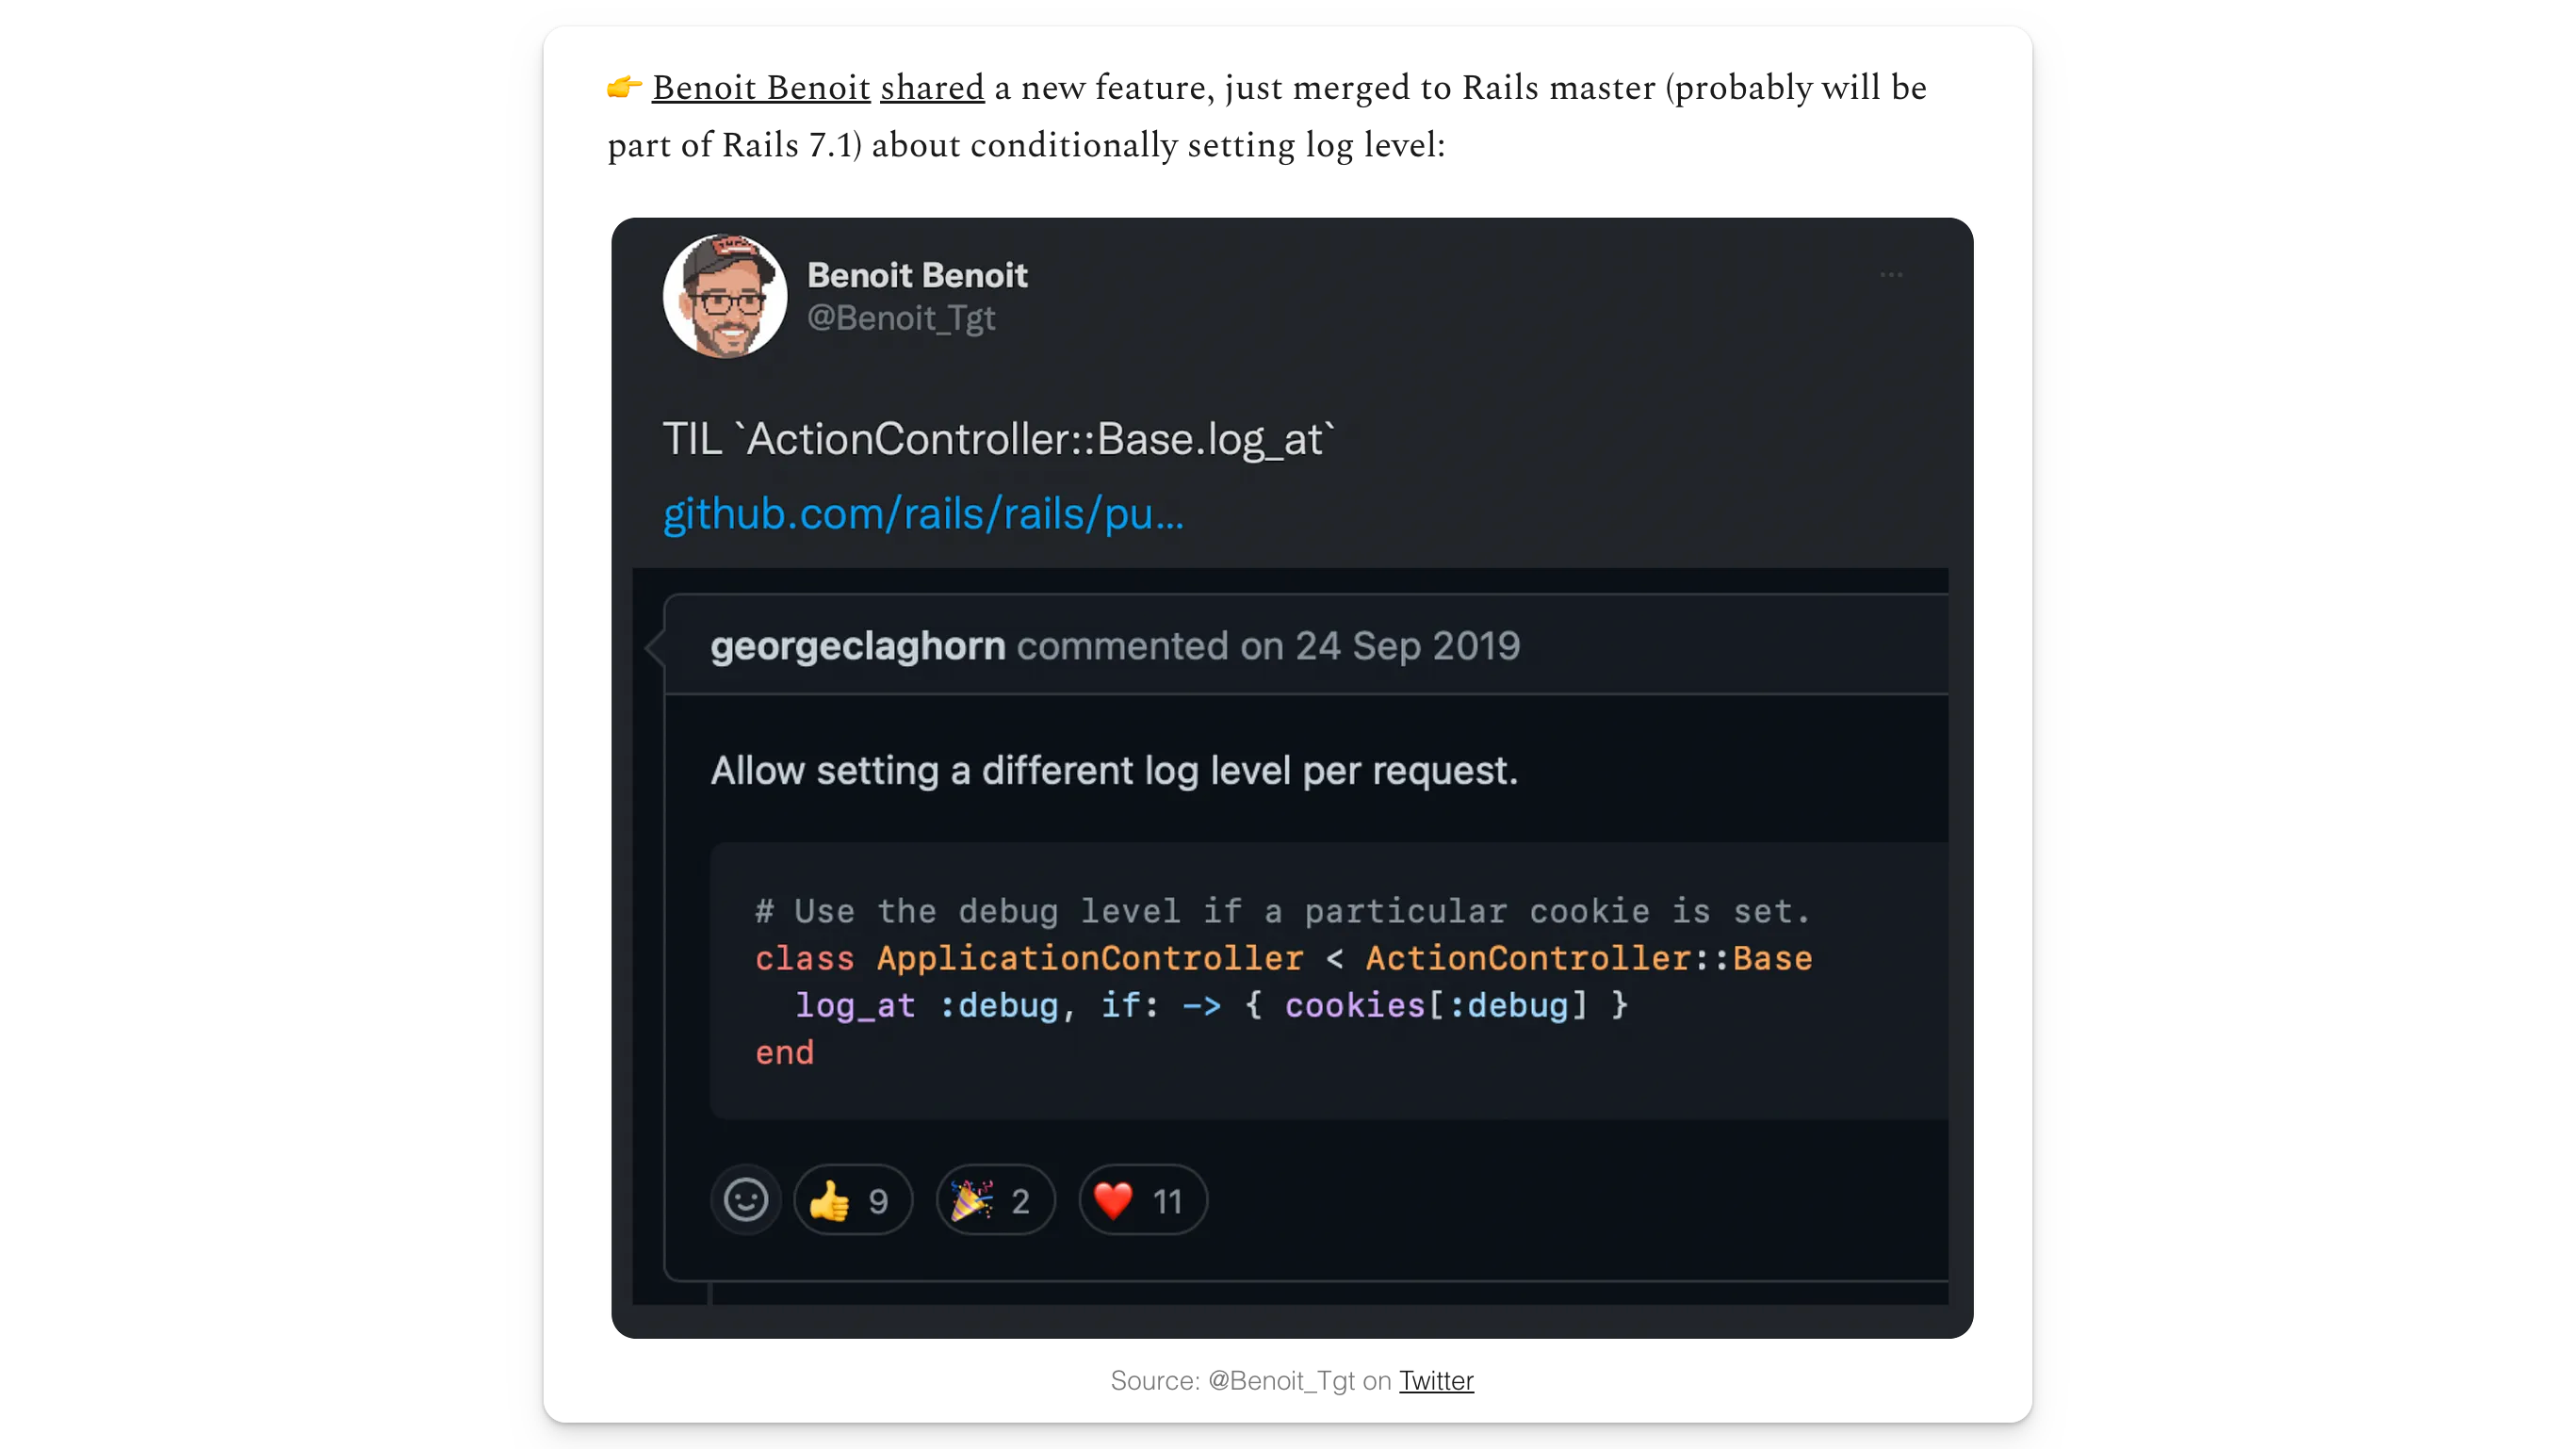 👉 Benoit Benoit shared a new feature, just merged to Rails master (probably will be
part of Rails 7.1) about conditionally setting log level:
Benoit Benoit
@Benoit_Tgt
TIL `ActionController::Base.log_at`
github.com/rails/rails/pu...
georgeclaghorn commented on 24 Sep 2019
Allow setting a different log level per request.
# Use the debug level if a particular cookie is set.
class ApplicationController < ActionController::Base
  log_at :debug, if: -> { cookies[:debug] }
end
👍 9 🎉 2 ❤️ 11
Source: @Benoit_Tgt on Twitter